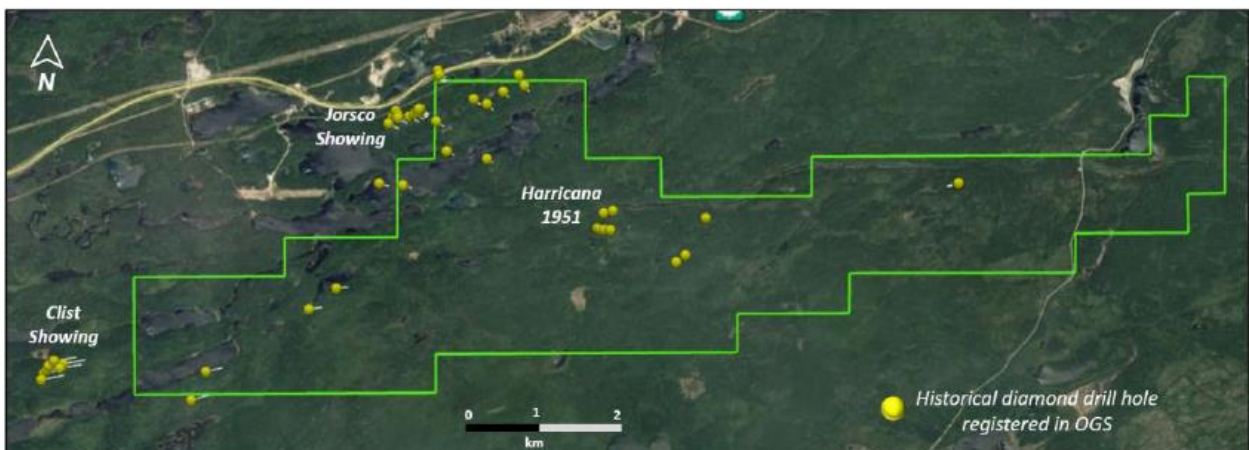 N
Jorsco
Showing
Harricana
1951
Clist
Showing
0 1 2
km
Historical diamond drill hole
registered in OGS